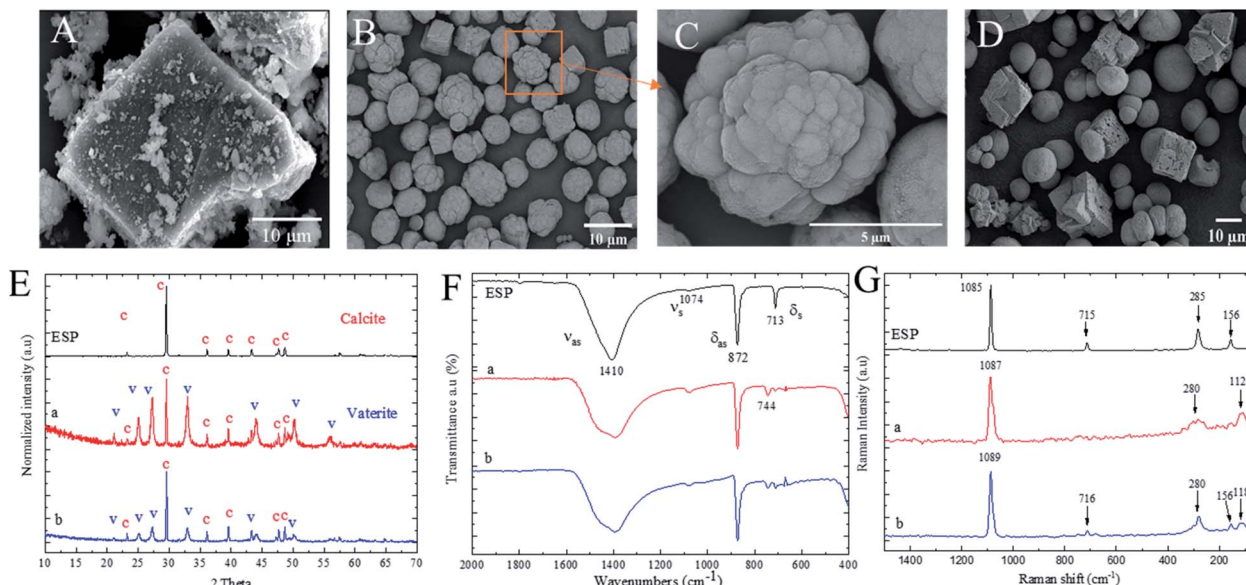 A
10 µm
B
10 µm
C
5 µm
D
10 µm
E
Normalized intensity (a.u)
ESP
c
c
c
c
c
c
c
Calcite
a
v
v
v
c
c
v
c
c
v
c
c
v
Vaterite
v
b
v
c
v
v
c
v
c
c
v
c
c
v
10 15 20 25 30 35 40 45 50 55 60 65 70
2 Theta
F
Transmittance a.u (%)
ESP
νas
1410
νs
1074
δas
872
713
δs
a
744
b
2000 1800 1600 1400 1200 1000 800 600 400
Wavenumbers (cm-1)
G
Raman Intensity (a.u)
1085
ESP
715
285
156
1087
a
280
112
1089
b
716
280
156
118
1400 1200 1000 800 600 400 200 0
Raman shift (cm-1)